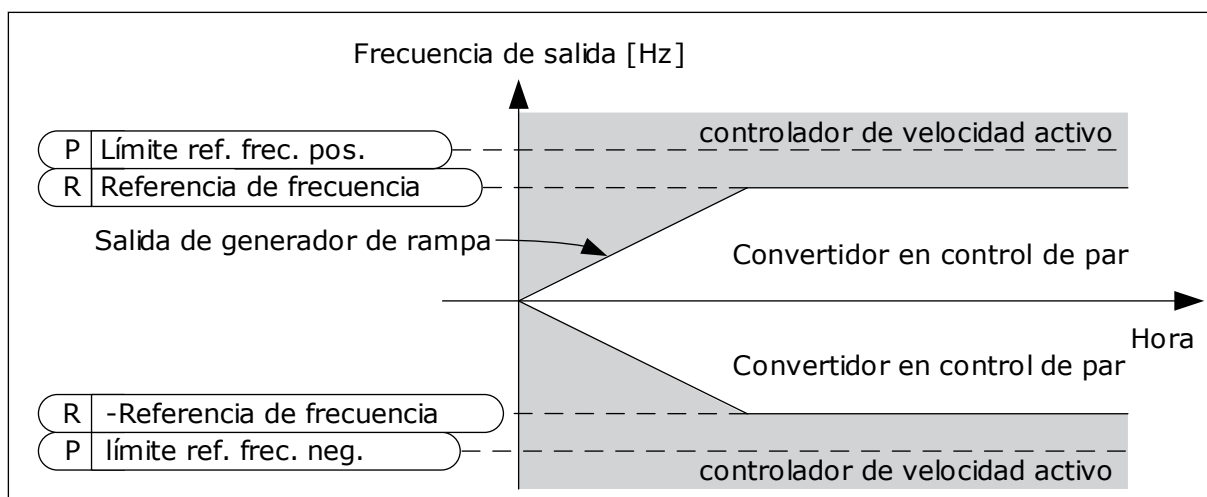 Frecuencia de salida [Hz]
controlador de velocidad activo
P Límite ref. frec. pos.
R Referencia de frecuencia
Salida de generador de rampa
Convertidor en control de par
Hora
Convertidor en control de par
R -Referencia de frecuencia
P límite ref. frec. neg.
controlador de velocidad activo